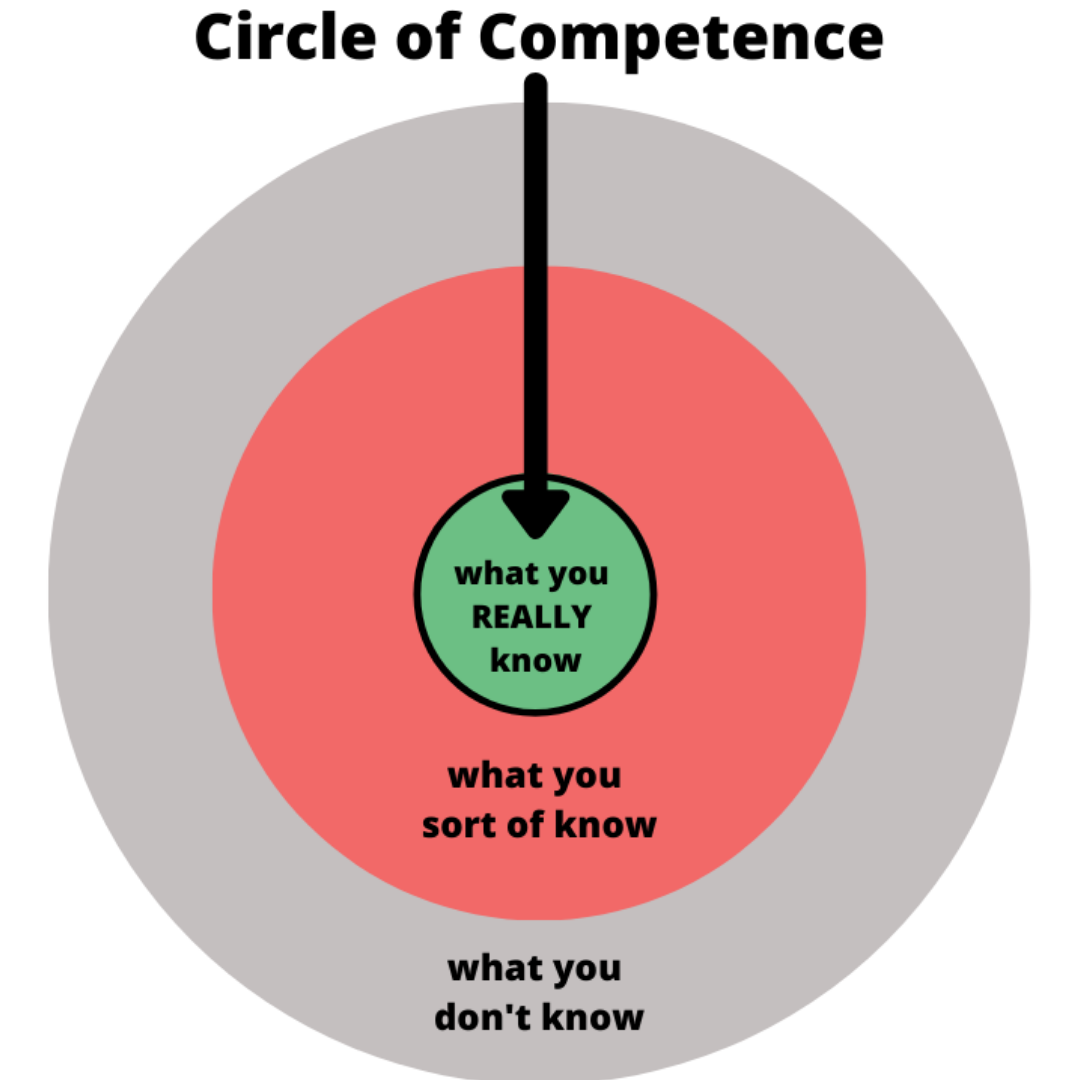 Circle of Competence
what you
REALLY
know
what you
sort of know
what you
don't know